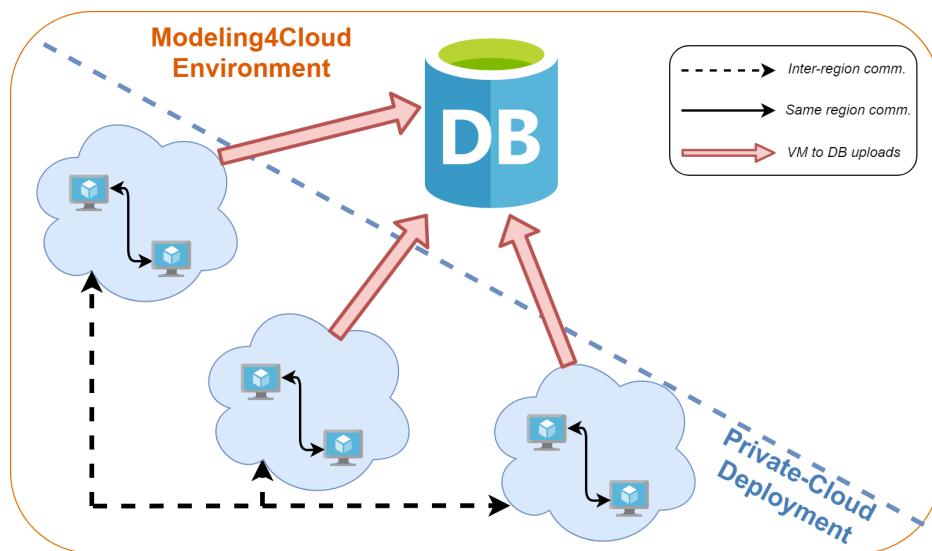 Modeling4Cloud
Environment
DB
Inter-region comm.
Same region comm.
VM to DB uploads
Private-Cloud
Deployment